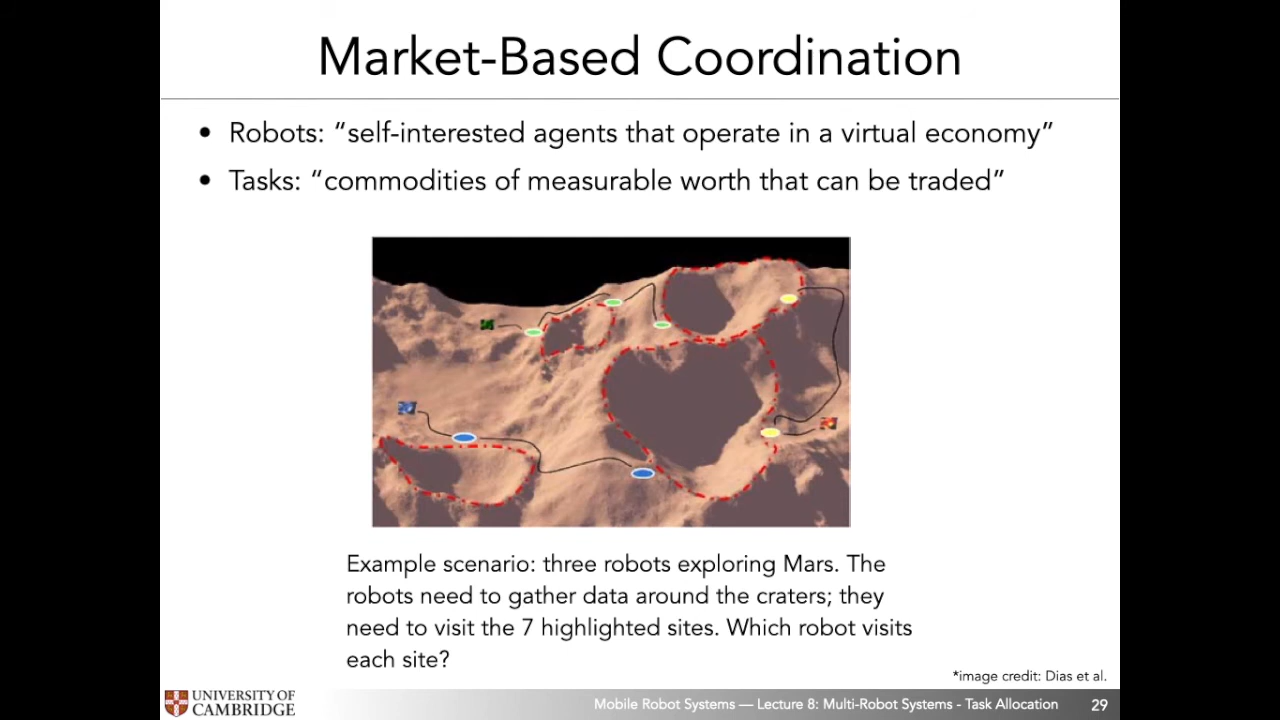 Market-Based Coordination
• Robots: “self-interested agents that operate in a virtual economy”
• Tasks: “commodities of measurable worth that can be traded”
Example scenario: three robots exploring Mars. The
robots need to gather data around the craters; they
need to visit the 7 highlighted sites. Which robot visits
each site?
*image credit: Dias et al.
UNIVERSITY OF
CAMBRIDGE
Mobile Robot Systems — Lecture 8: Multi-Robot Systems - Task Allocation
29